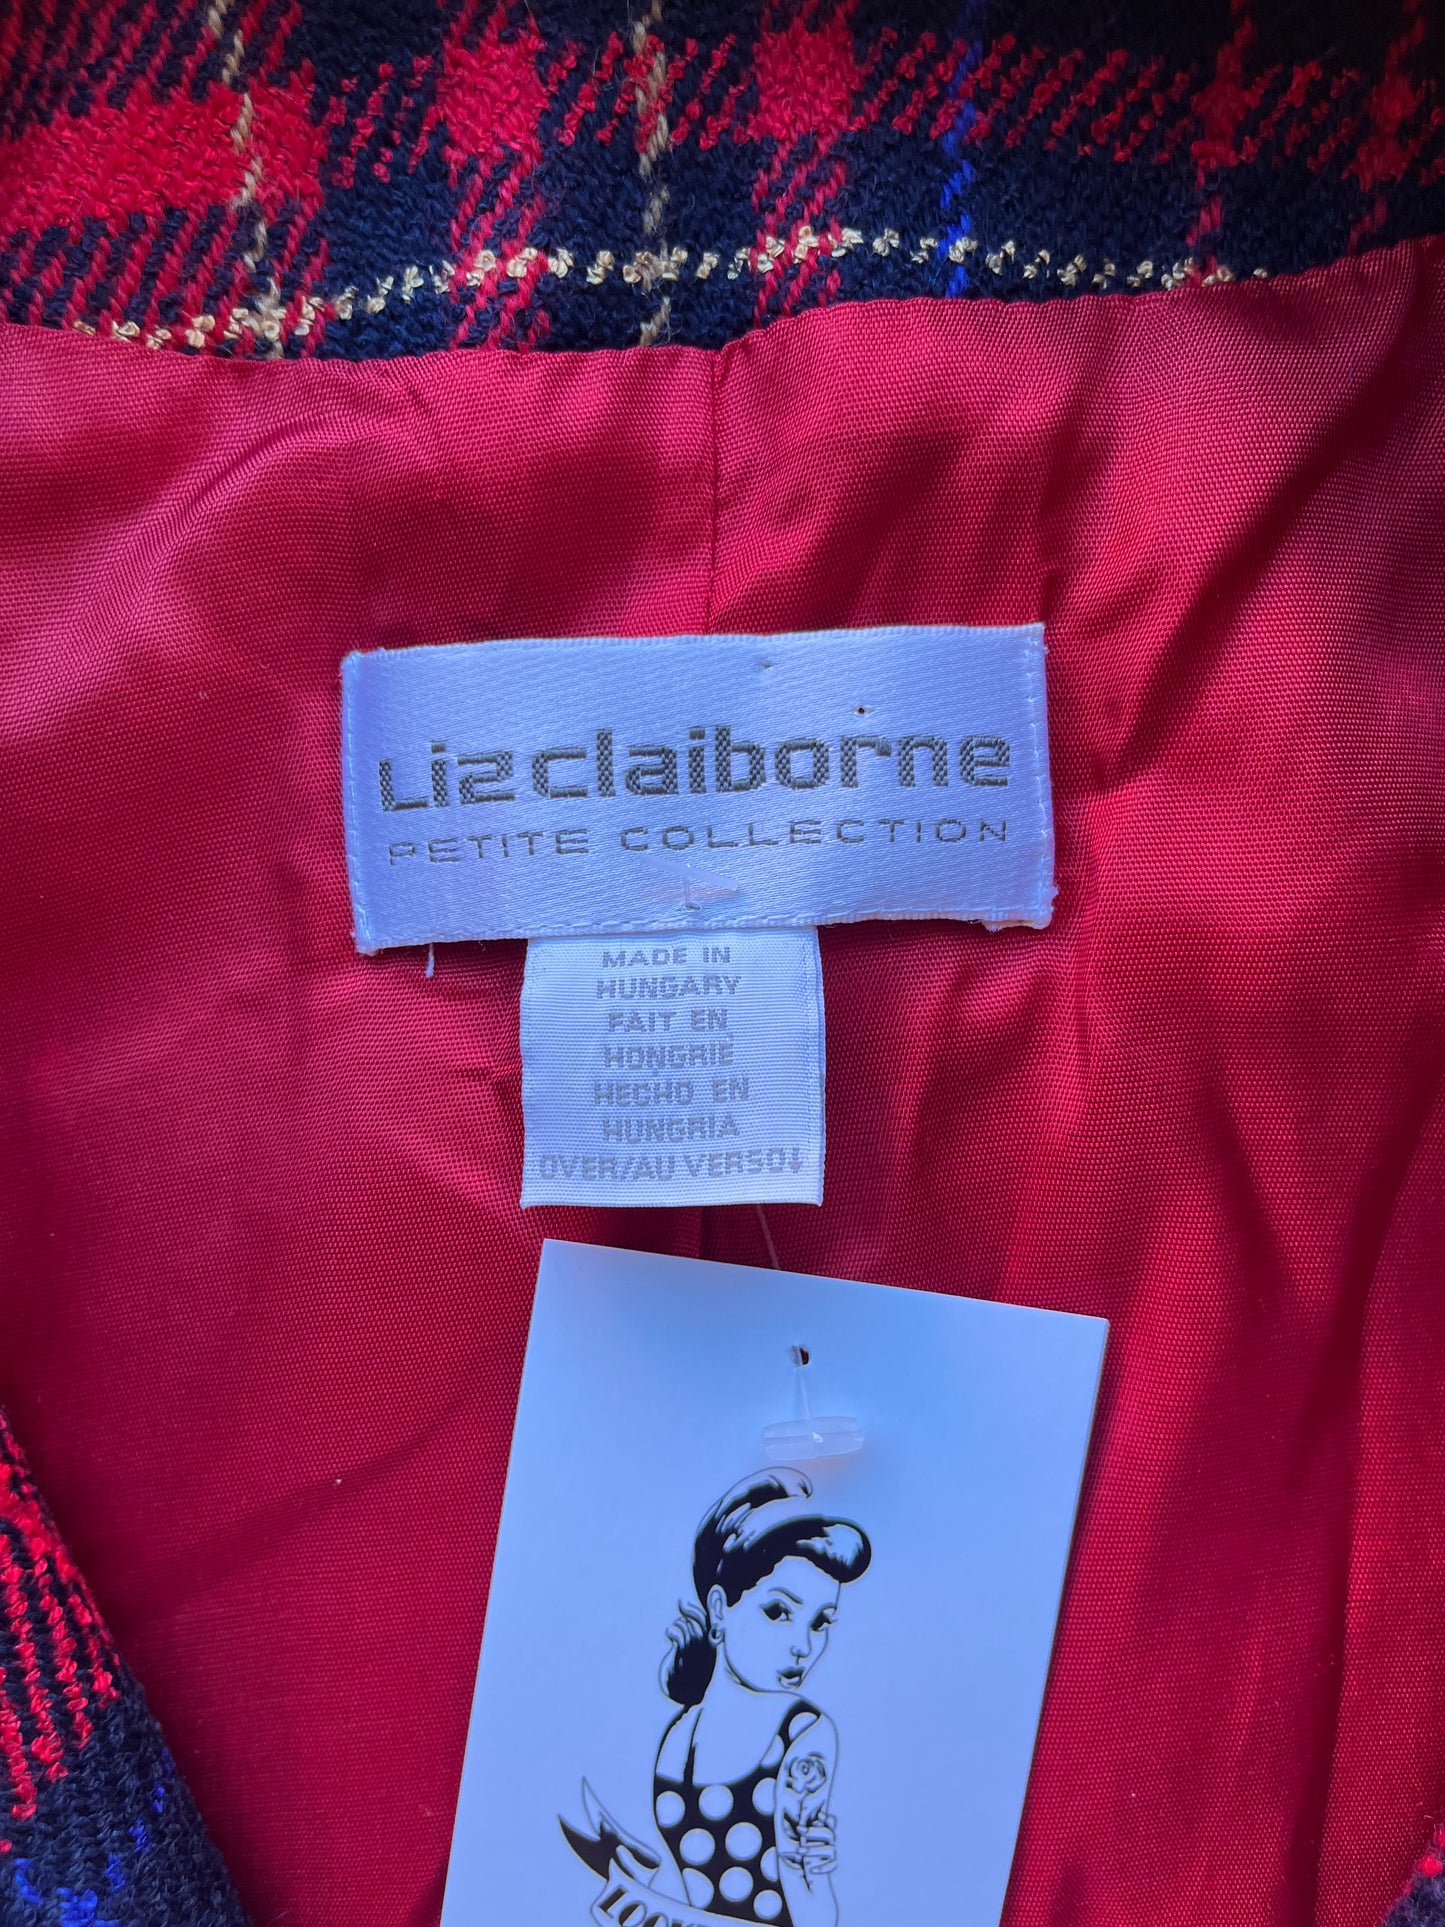 Liz claiborne
PETITE COLLECTION
MADE IN
HUNGARY
FAIT EN
HONGRIE
HECHO EN
HUNGRIA
OVER/AU VERSO↓